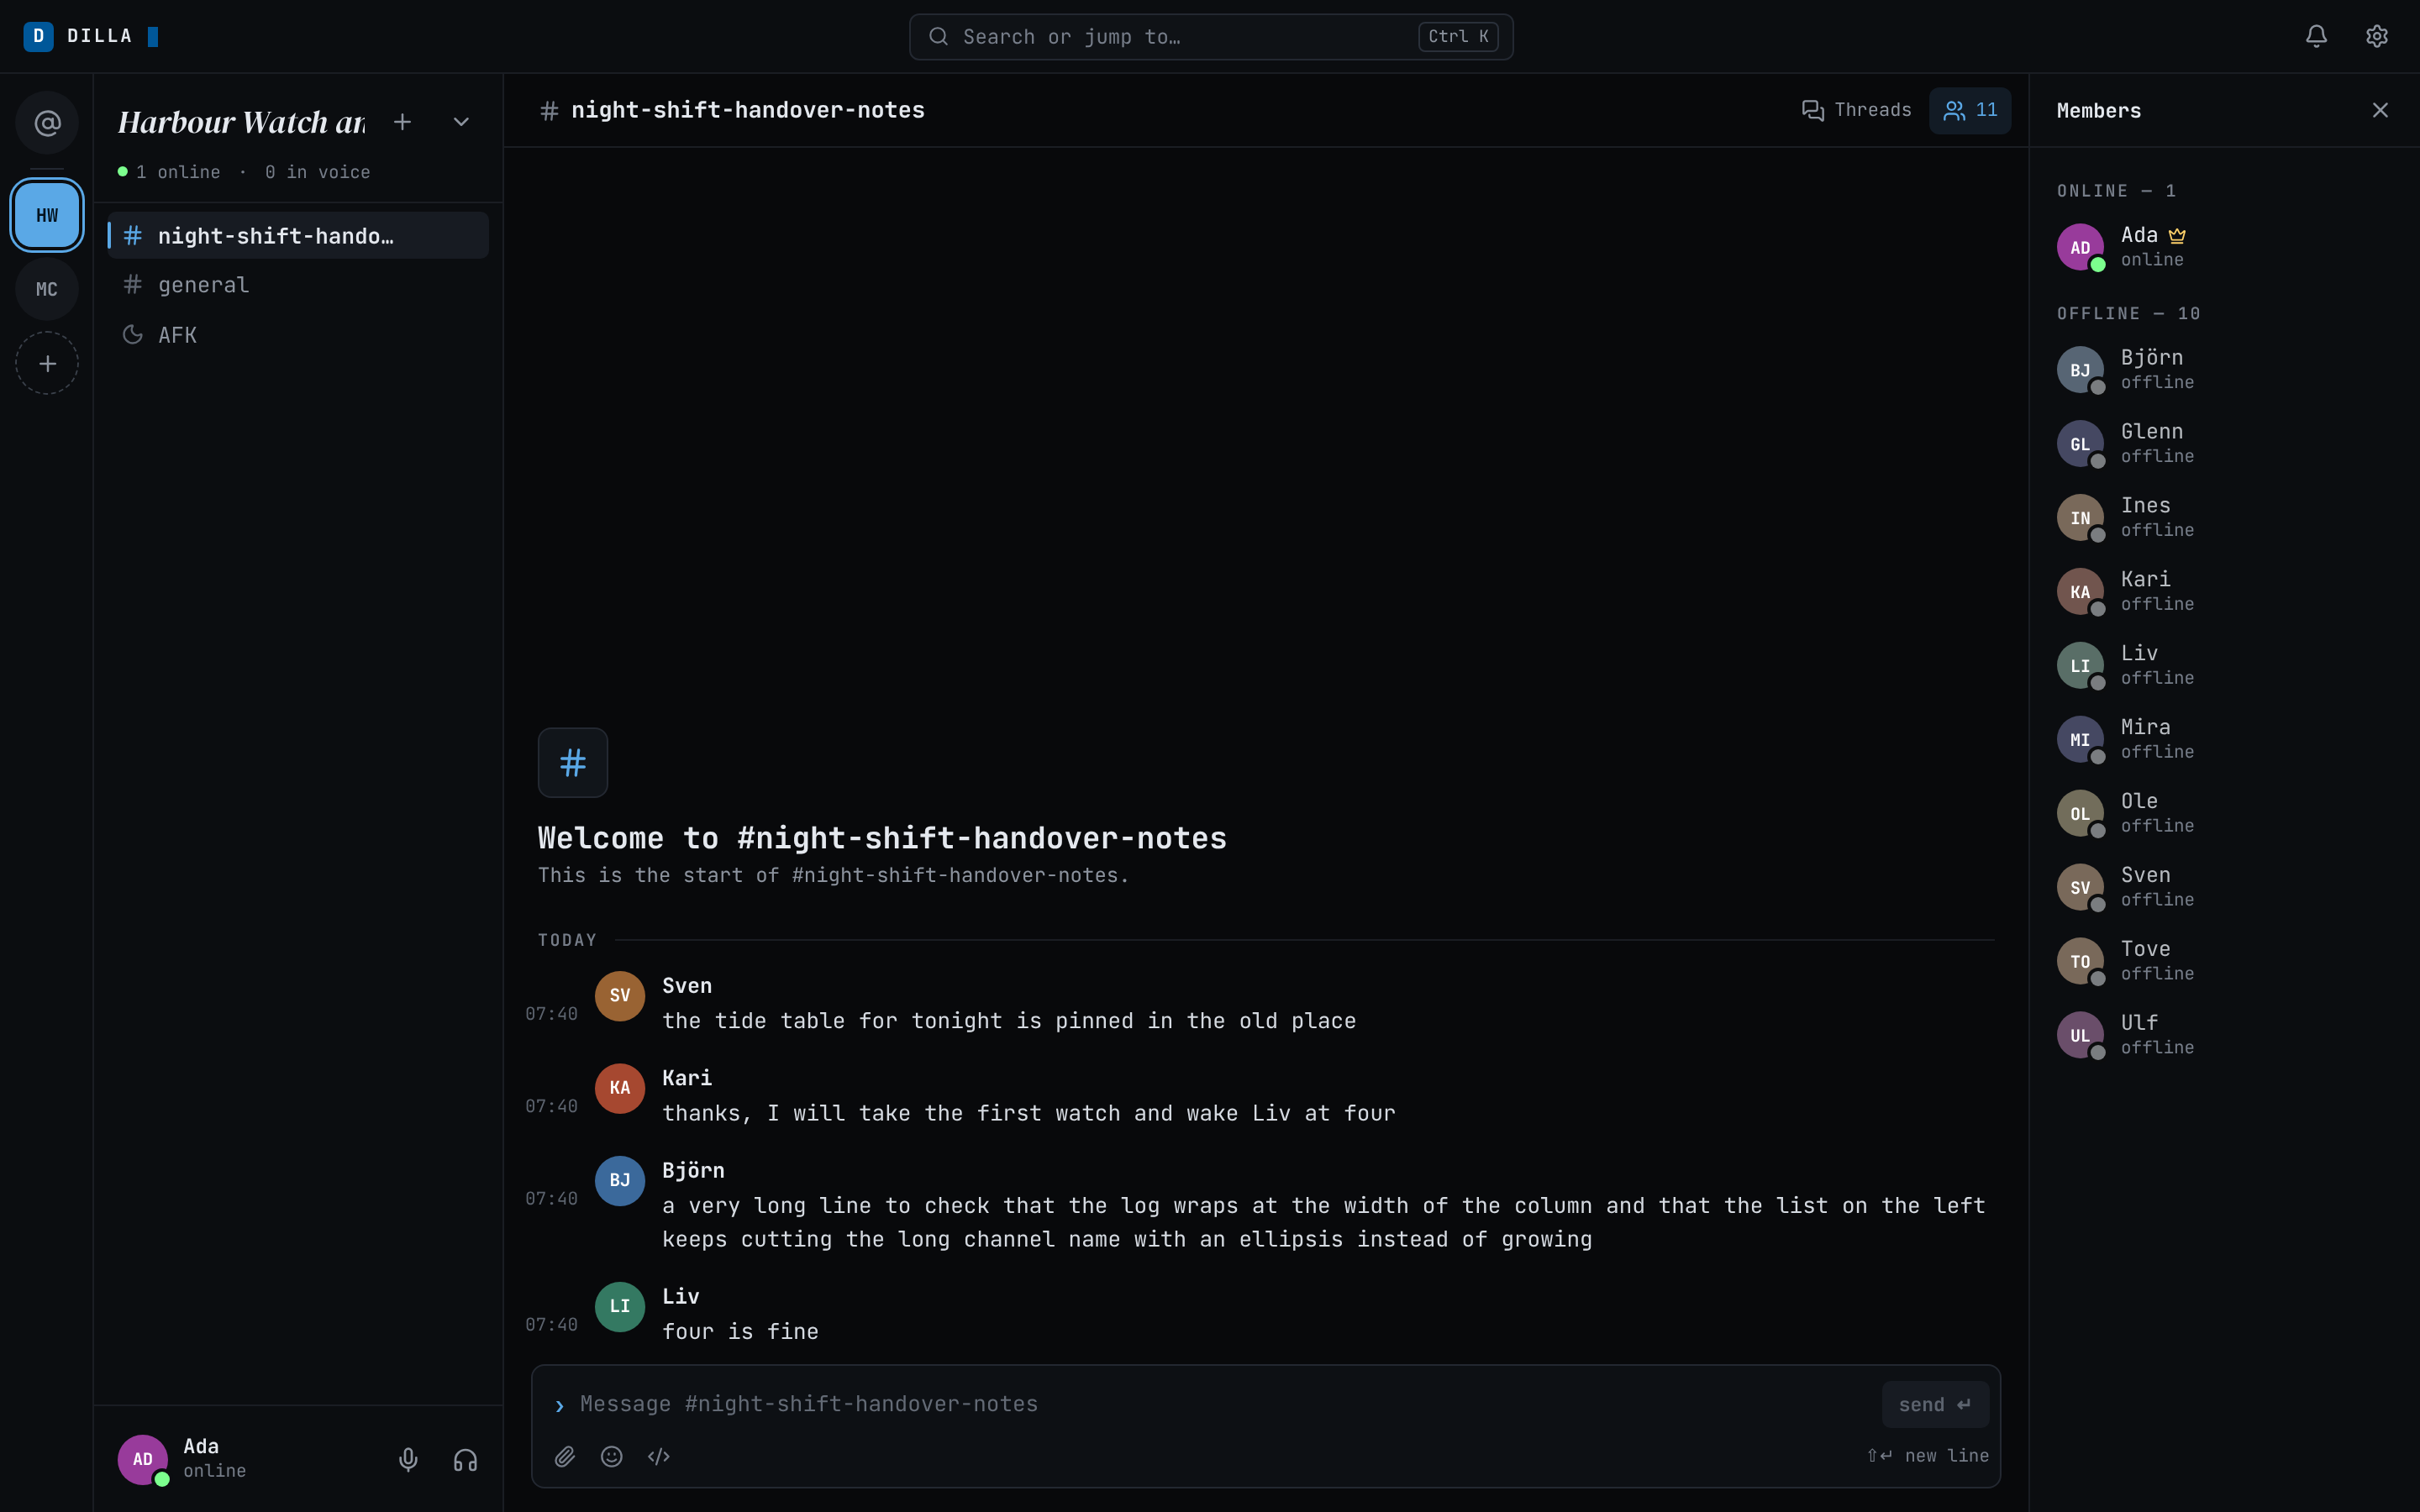 D DILLA
Search or jump to… Ctrl K
HW
MC
Harbour Watch an
1 online · 0 in voice
night-shift-hando…
general
AFK
AD Ada
online
# night-shift-handover-notes
Threads
11
#
Welcome to #night-shift-handover-notes
This is the start of #night-shift-handover-notes.
TODAY
SV Sven
07:40 the tide table for tonight is pinned in the old place
KA Kari
07:40 thanks, I will take the first watch and wake Liv at four
BJ Björn
07:40 a very long line to check that the log wraps at the width of the column and that the list on the left
keeps cutting the long channel name with an ellipsis instead of growing
LI Liv
07:40 four is fine
› Message #night-shift-handover-notes
send ↵
⇧↵ new line
Members
ONLINE — 1
AD Ada
online
OFFLINE — 10
BJ Björn
offline
GL Glenn
offline
IN Ines
offline
KA Kari
offline
LI Liv
offline
MI Mira
offline
OL Ole
offline
SV Sven
offline
TO Tove
offline
UL Ulf
offline